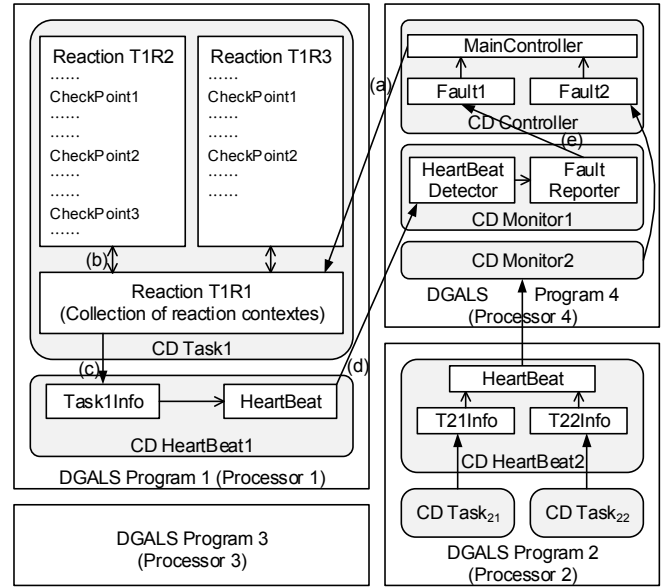 Reaction T1R2
......
CheckPoint1
......
......
CheckPoint2
......
......
CheckPoint3
......
Reaction T1R3
......
CheckPoint1
......
......
CheckPoint2
......
......
(b)
Reaction T1R1
(Collection of reaction contextes)
CD Task1
(c)
Task1Info
HeartBeat
CD HeartBeat1
DGALS Program 1 (Processor 1)
DGALS Program 3
(Processor 3)
(a)
(d)
MainController
Fault1
Fault2
CD Controller
(e)
HeartBeat
Detector
Fault
Reporter
CD Monitor1
CD Monitor2
DGALS Program 4
(Processor 4)
HeartBeat
T21Info
T22Info
CD HeartBeat2
CD Task21
CD Task22
DGALS Program 2
(Processor 2)